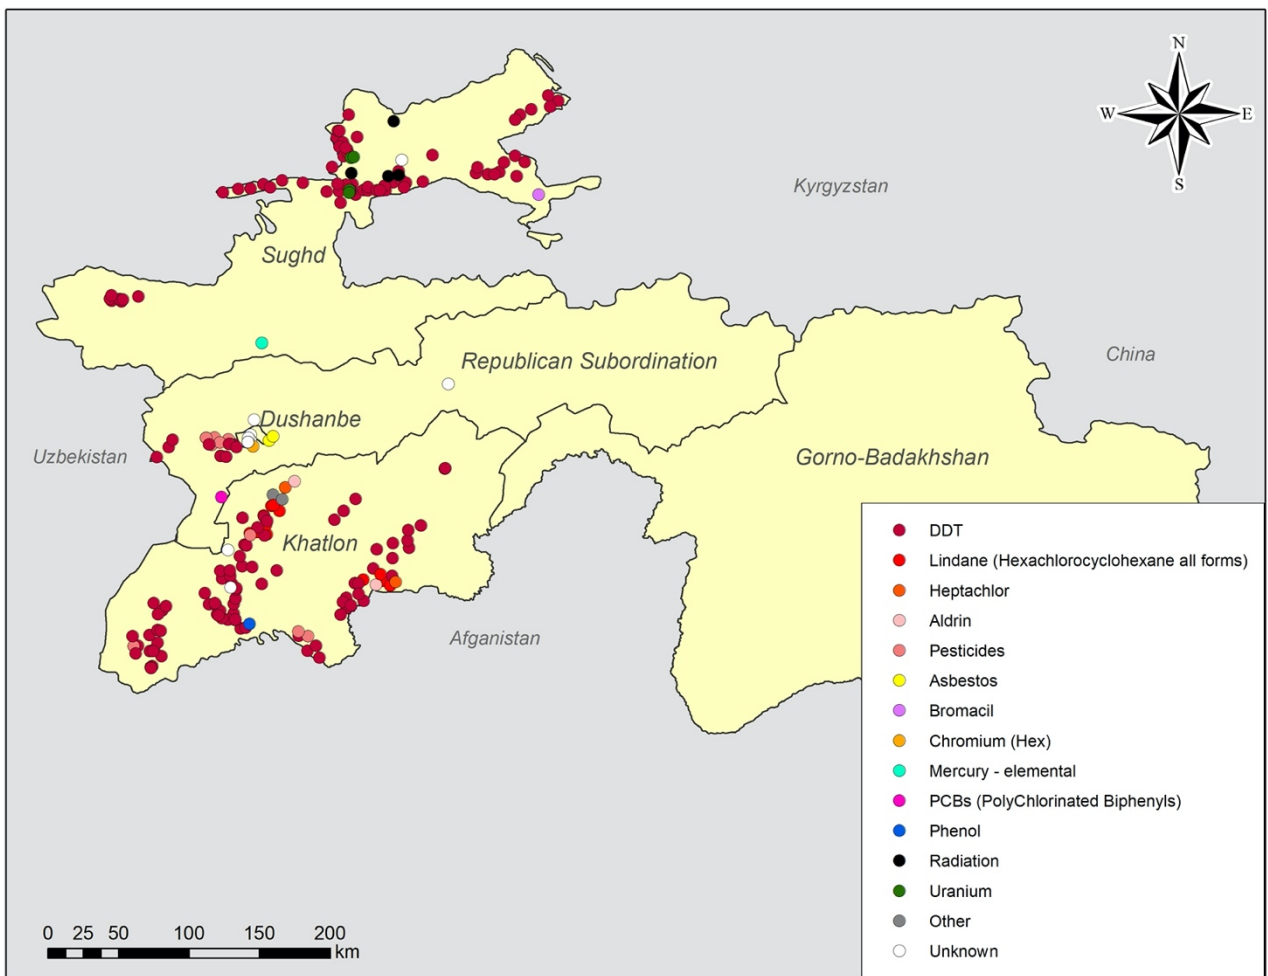 N
W E
S
Kyrgyzstan
Sughd
China
Republican Subordination
Dushanbe
Uzbekistan
Gorno-Badakhshan
Khatlon
Afganistan
DDT
Lindane (Hexachlorocyclohexane all forms)
Heptachlor
Aldrin
Pesticides
Asbestos
Bromacil
Chromium (Hex)
Mercury - elemental
PCBs (PolyChlorinated Biphenyls)
Phenol
Radiation
Uranium
Other
Unknown
0 25 50 100 150 200
km